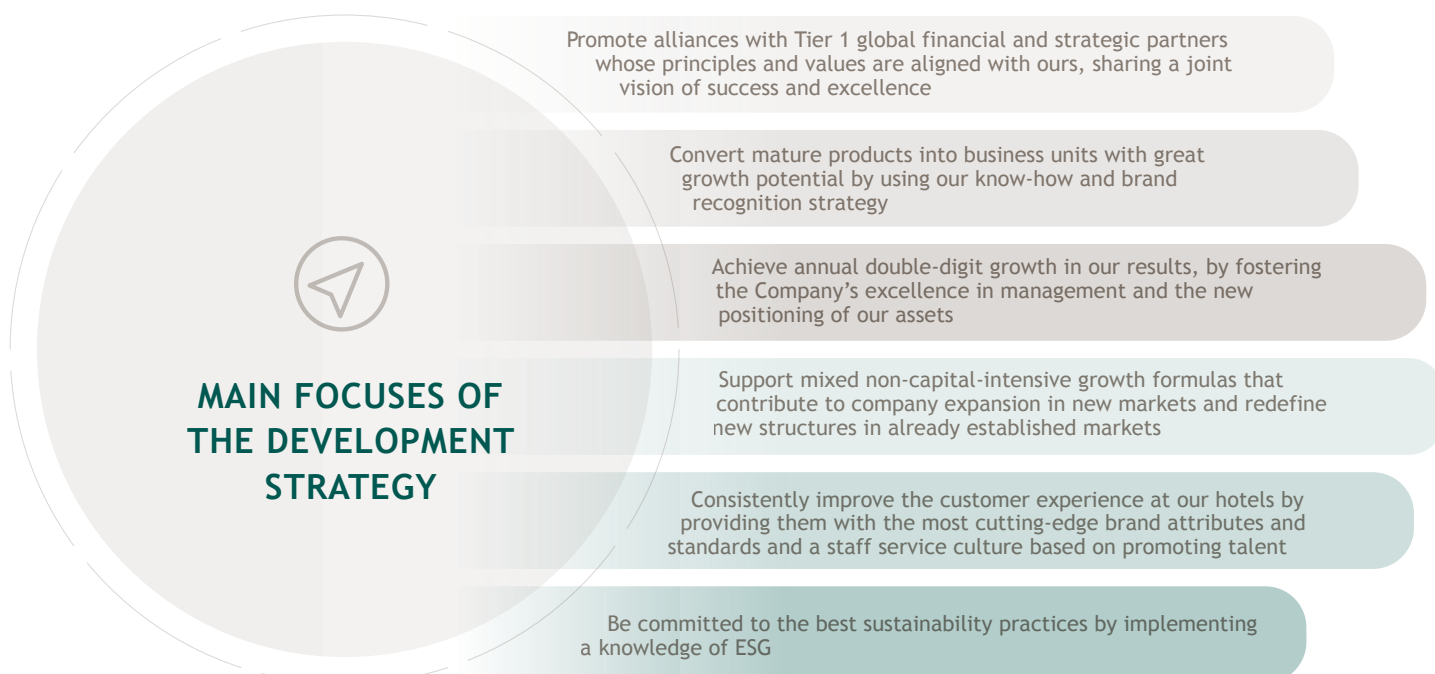 Promote alliances with Tier 1 global financial and strategic partners
whose principles and values are aligned with ours, sharing a joint
vision of success and excellence
Convert mature products into business units with great
growth potential by using our know-how and brand
recognition strategy
Achieve annual double-digit growth in our results, by fostering
the Company’s excellence in management and the new
positioning of our assets
MAIN FOCUSES OF
THE DEVELOPMENT
STRATEGY
Support mixed non-capital-intensive growth formulas that
contribute to company expansion in new markets and redefine
new structures in already established markets
Consistently improve the customer experience at our hotels by
providing them with the most cutting-edge brand attributes and
standards and a staff service culture based on promoting talent
Be committed to the best sustainability practices by implementing
a knowledge of ESG